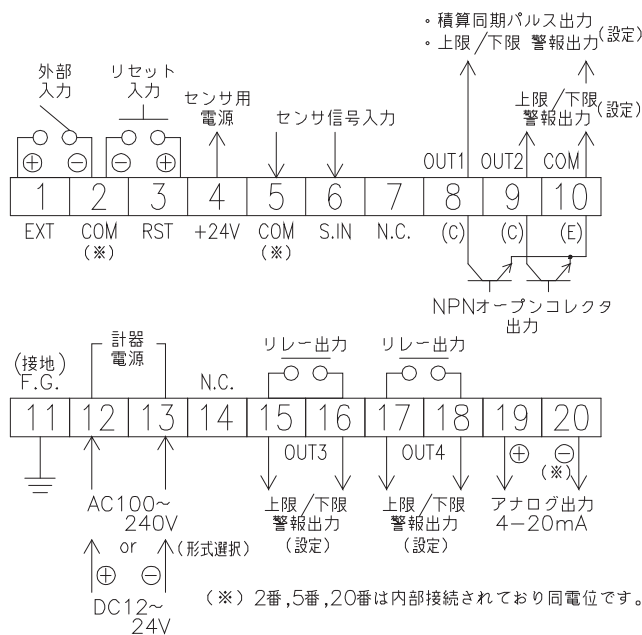 ・積算同期パルス出力
・上限/下限 警報出力(設定)
外部
入力
リセット
入力
センサ用
電源
センサ信号入力
上限/下限
警報出力
(設定)
OUT1 OUT2 COM
⊕ ⊖ ⊖ ⊕
1 2 3 4 5 6 7 8 9 10
EXT COM RST +24V COM S.IN N.C. (C) (C) (E)
(※) (※)
NPNオープンコレクタ
出力
計器
電源
リレー出力 リレー出力
(接地)
F.G.
N.C.
11 12 13 14 15 16 17 18 19 20
OUT3 OUT4 ⊕ ⊖
(※)
AC100~
240V
or (形式選択)
⊕ ⊖
DC12~
24V
上限/下限
警報出力
(設定)
上限/下限
警報出力
(設定)
アナログ出力
4-20mA
(※) 2番,5番,20番は内部接続されており同電位です。